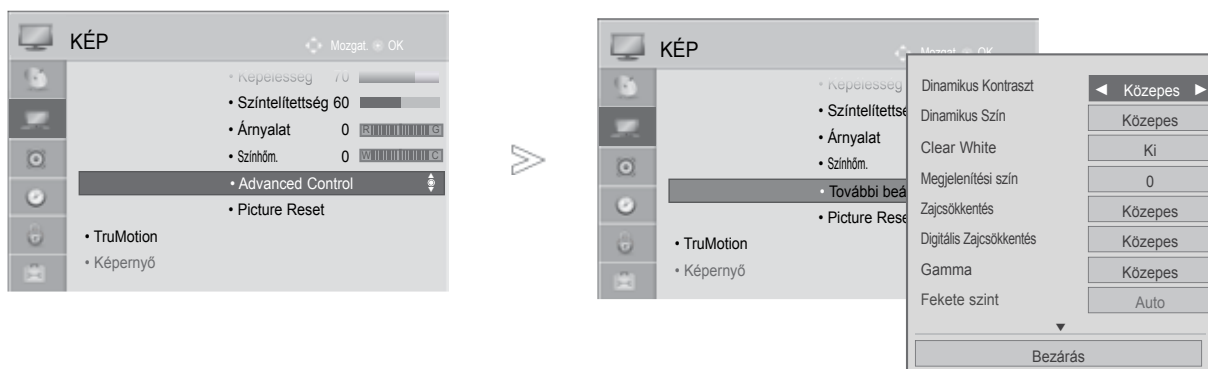 KÉP
Mozgat. OK
• Képélesség 70
• Színtelítettség 60
• Árnyalat 0 R G
• Színhőm. 0 W G
• Advanced Control
• Picture Reset
• TruMotion
• Képernyő
KÉP
Mozgat. OK
• Képélesség
• Színtelítettsé
• Árnyalat
• Színhőm.
• További beá
• Picture Rese
• TruMotion
• Képernyő
Dinamikus Kontraszt ◄ Közepes ►
Dinamikus Szín Közepes
Clear White Ki
Megjelenítési szín 0
Zajcsökkentés Közepes
Digitális Zajcsökkentés Közepes
Gamma Közepes
Fekete szint Auto
▼
Bezárás